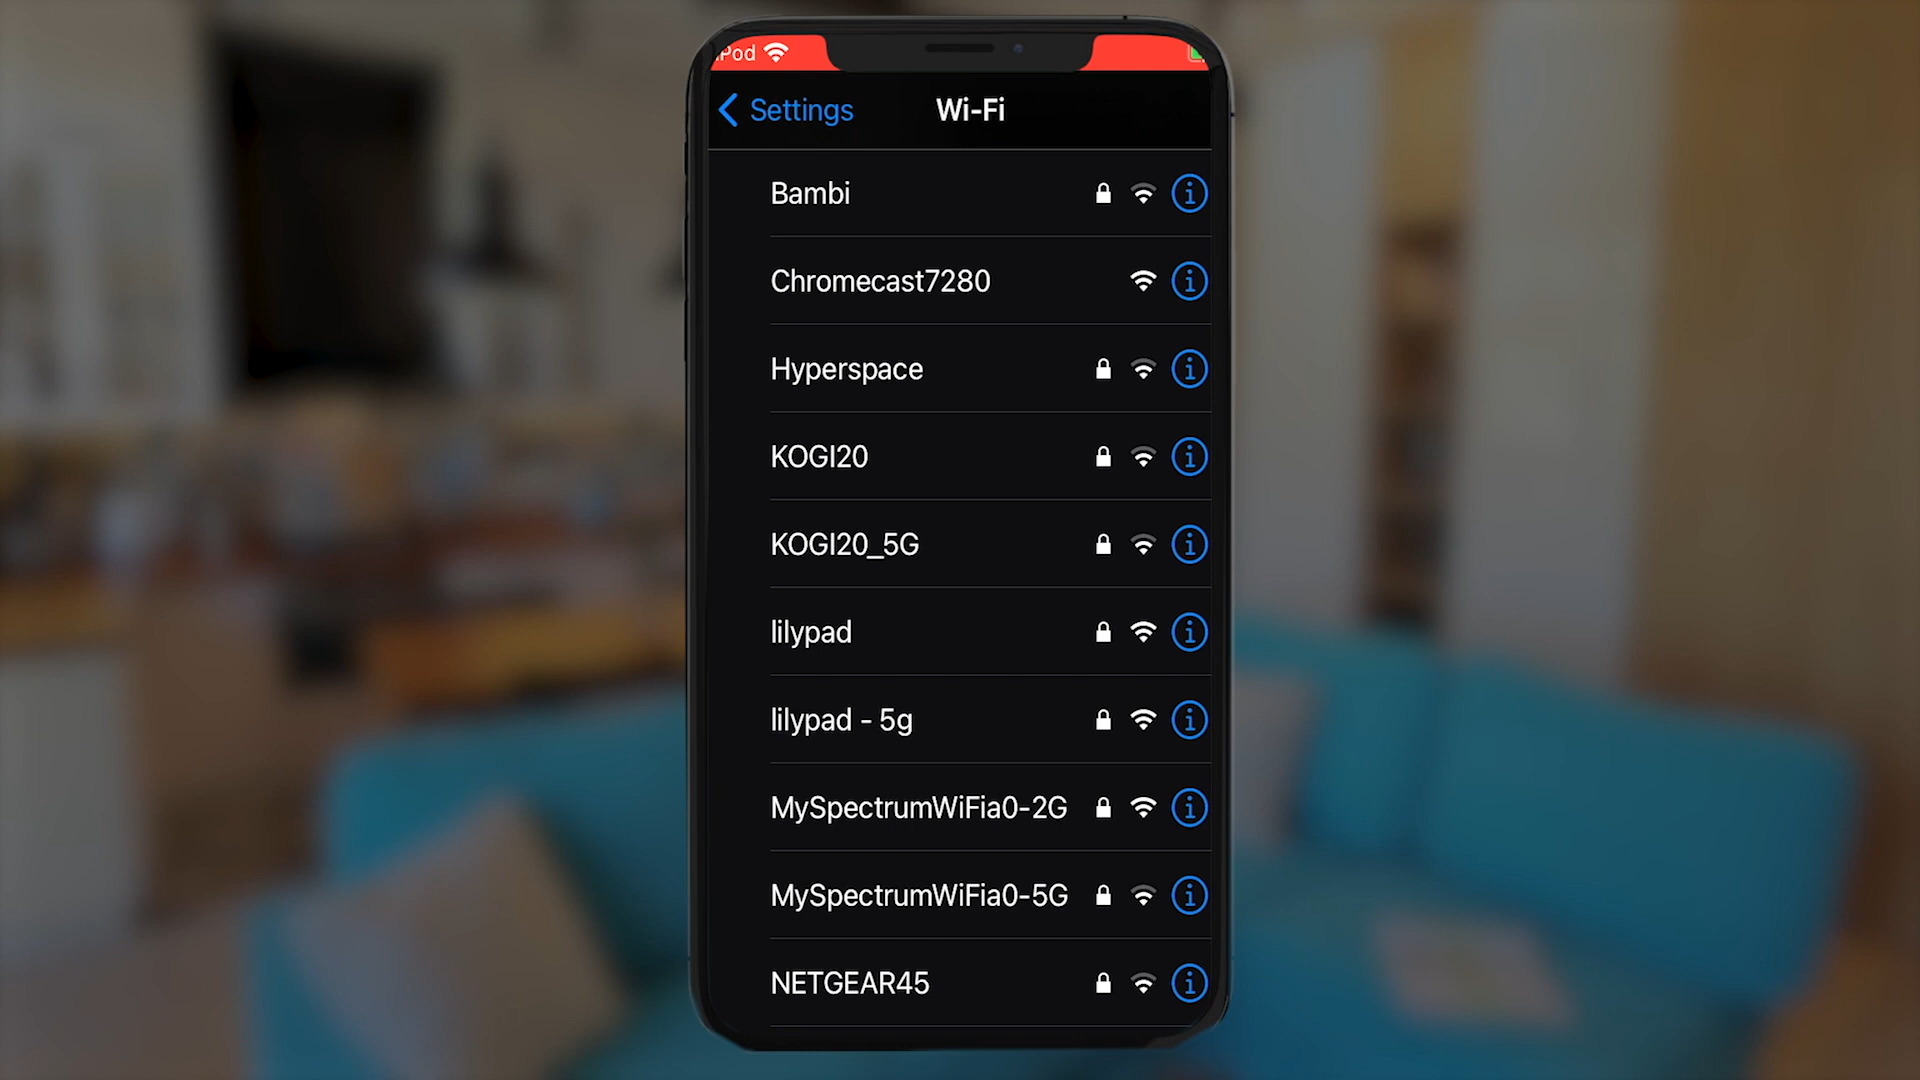 iPod
Settings
Wi-Fi
Bambi
Chromecast7280
Hyperspace
KOGI20
KOGI20_5G
lilypad
lilypad - 5g
MySpectrumWiFia0-2G
MySpectrumWiFia0-5G
NETGEAR45